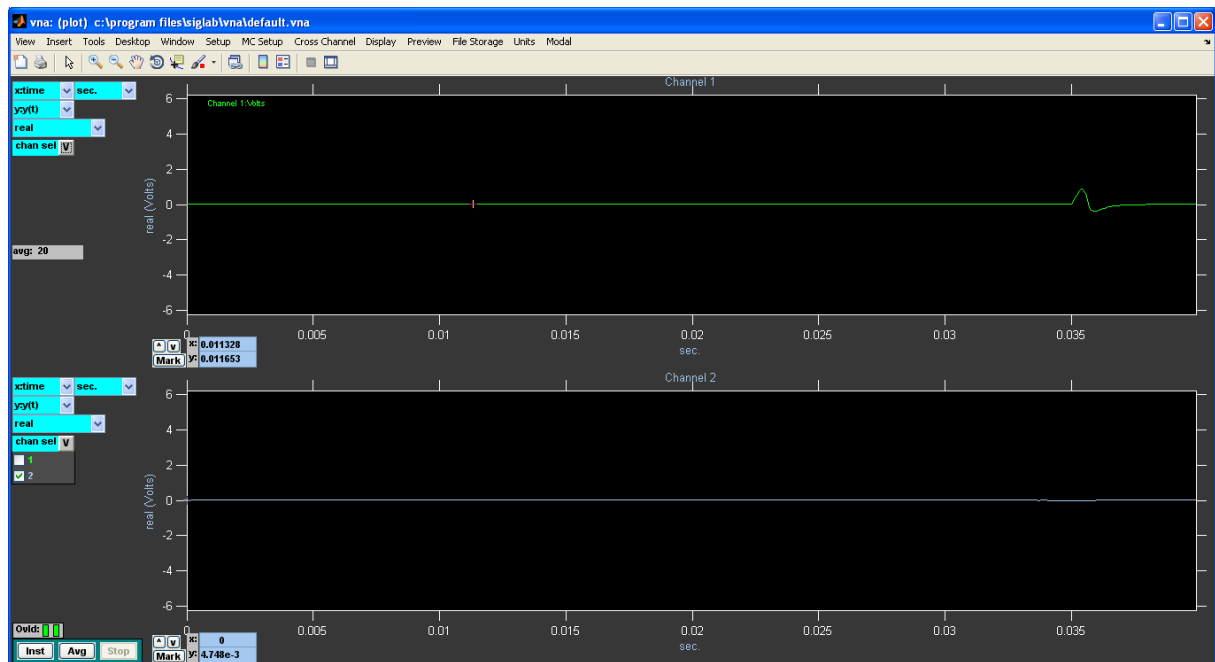 vna: (plot) c:\program files\siglab\vna\default.vna
View Insert Tools Desktop Window Setup MC Setup Cross Channel Display Preview File Storage Units Modal
Channel 1
x:time sec.
y:y(t)
real
chan sel V
avg: 20
Channel 1:Volts
real (Volts)
6
4
2
0
-2
-4
-6
0 0.005 0.01 0.015 0.02 0.025 0.03 0.035
sec.
^ v x: 0.011328
Mark y: 0.011653
Channel 2
x:time sec.
y:y(t)
real
chan sel V
1
2
real (Volts)
6
4
2
0
-2
-4
-6
0 0.005 0.01 0.015 0.02 0.025 0.03 0.035
sec.
Ovld:
Inst Avg Stop
^ v x: 0
Mark y: 4.748e-3